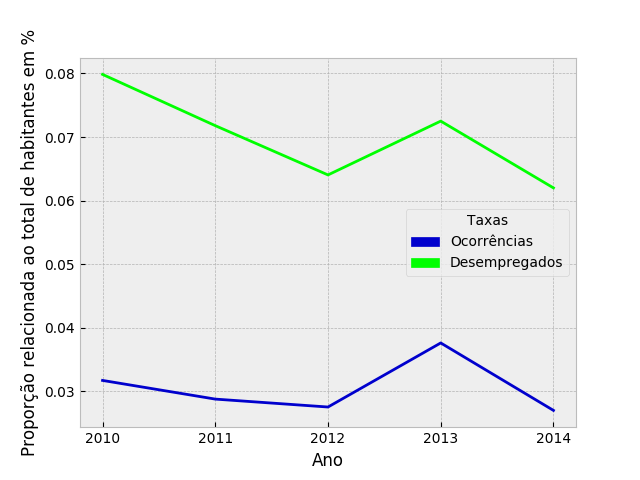 Proporção relacionada ao total de habitantes em %
0.08
0.07
0.06
0.05
0.04
0.03
Taxas
Ocorrências
Desempregados
2010 2011 2012 2013 2014
Ano